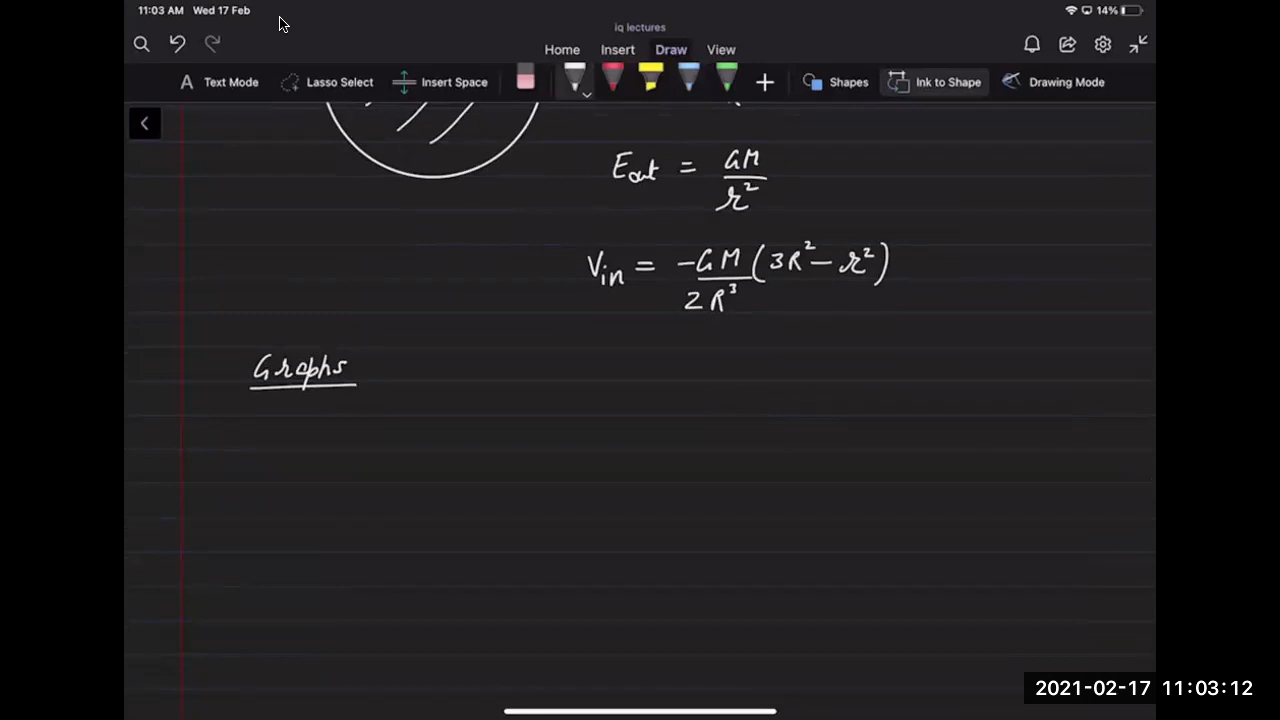 11:03 AM Wed 17 Feb
14%
iq lectures
Home Insert Draw View
Text Mode Lasso Select Insert Space Shapes Ink to Shape Drawing Mode
E_out = GM/r²
V_in = -GM/2R³ (3R² - r²)
Graphs
2021-02-17 11:03:12